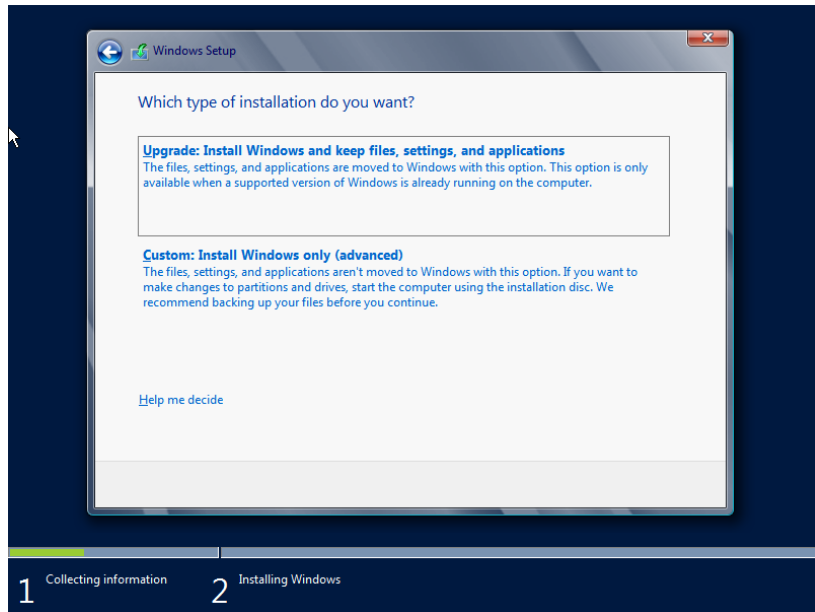 Windows Setup
Which type of installation do you want?
Upgrade: Install Windows and keep files, settings, and applications
The files, settings, and applications are moved to Windows with this option. This option is only
available when a supported version of Windows is already running on the computer.
Custom: Install Windows only (advanced)
The files, settings, and applications aren't moved to Windows with this option. If you want to
make changes to partitions and drives, start the computer using the installation disc. We
recommend backing up your files before you continue.
Help me decide
1 Collecting information
2 Installing Windows